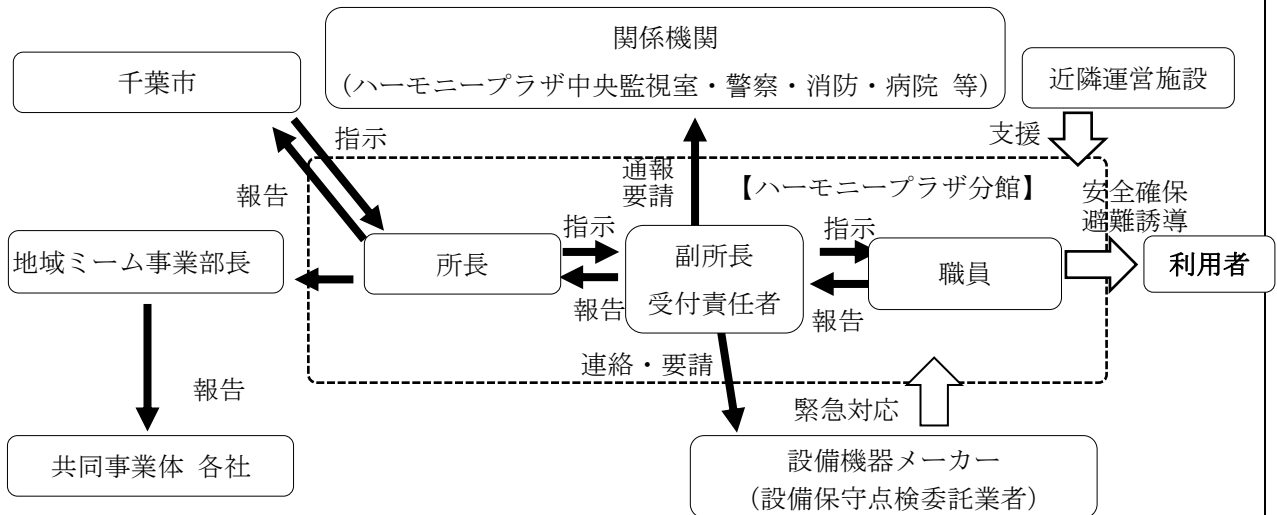 関係機関
（ハーモニープラザ中央監視室・警察・消防・病院 等）
千葉市
近隣運営施設
指示
支援
通報
要請
【ハーモニープラザ分館】
報告
安全確保
避難誘導
指示
指示
地域ミーム事業部長
所長
副所長
受付責任者
職員
利用者
報告
報告
連絡・要請
報告
緊急対応
共同事業体 各社
設備機器メーカー
（設備保守点検委託業者）